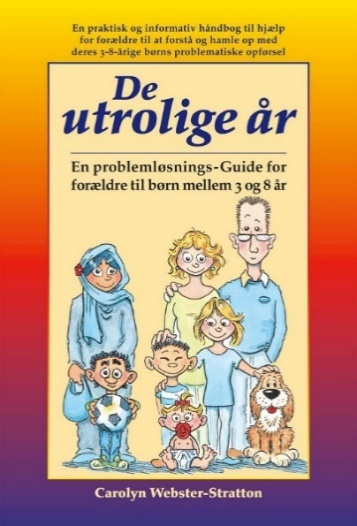 En praktisk og informativ håndbog til hjælp
for forældre til at forstå og hamle op med
deres 3-8-årige børns problematiske opførsel
De
utrolige år
En problemløsnings-Guide for
forældre til børn mellem 3 og 8 år
Carolyn Webster-Stratton